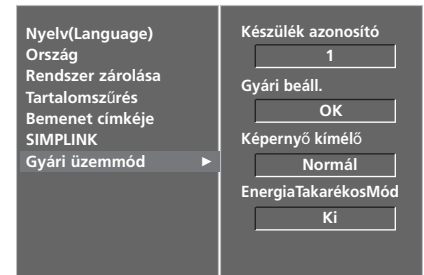 Nyelv(Language)
Ország
Rendszer zárolása
Tartalomszűrés
Bemenet címkéje
SIMPLINK
Gyári üzemmód ►
Készülék azonosító
1
Gyári beáll.
OK
Képernyő kímélő
Normál
EnergiaTakarékosMód
Ki